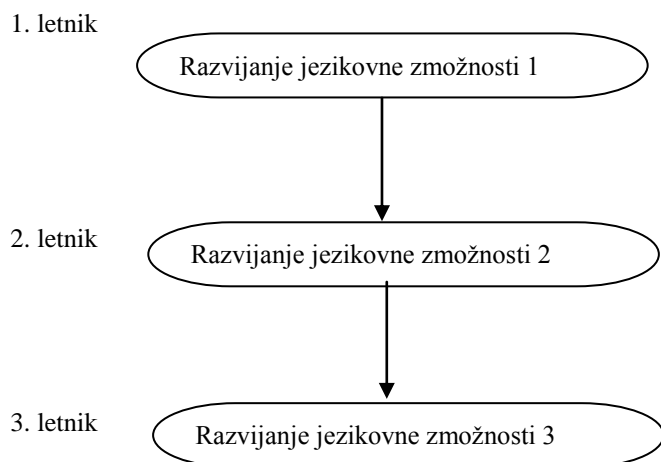 1. letnik
Razvijanje jezikovne zmožnosti 1
2. letnik
Razvijanje jezikovne zmožnosti 2
3. letnik
Razvijanje jezikovne zmožnosti 3